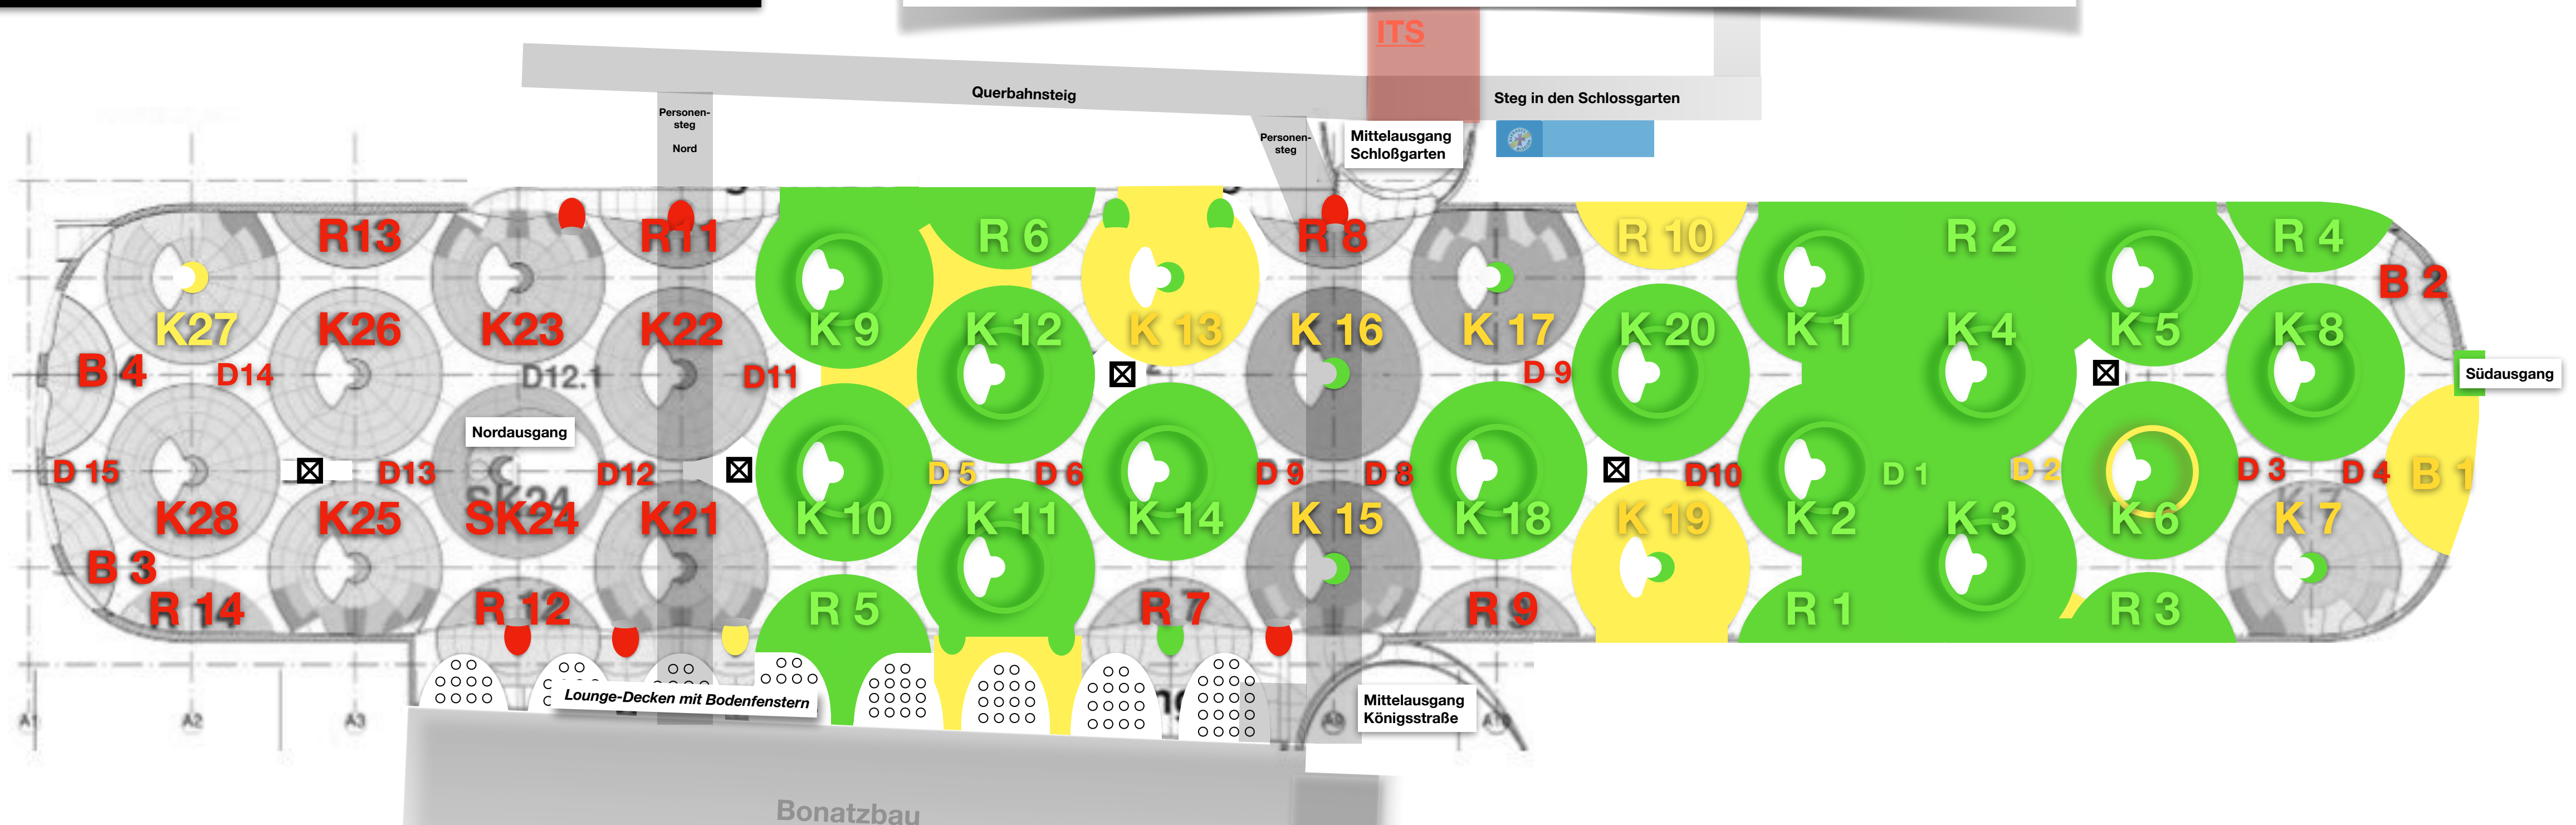 ITS
Querbahnsteig
Steg in den Schlossgarten
Personen-
steg
Nord
Personen-
steg
Mittelausgang
Schloßgarten
R13
R11
R 6
R 8
R 10
R 2
R 4
B 2
K27
K26
K23
K22
K 9
K 12
K 13
K 16
K 17
K 20
K 1
K 4
K 5
K 8
B 4
D14
D12.1
D11
D 9
Südausgang
Nordausgang
D 15
D13
D12
D 5
D 6
D 9
D 8
D10
D 1
D 2
D 3
D 4
B 1
SK24
K28
K25
SK24
K21
K 10
K 11
K 14
K 15
K 18
K 19
K 2
K 3
K 6
K 7
B 3
R 14
R 12
R 5
R 7
R 9
R 1
R 3
Lounge-Decken mit Bodenfenstern
Mittelausgang
Königsstraße
A1
A2
A3
A9
A10
Bonatzbau